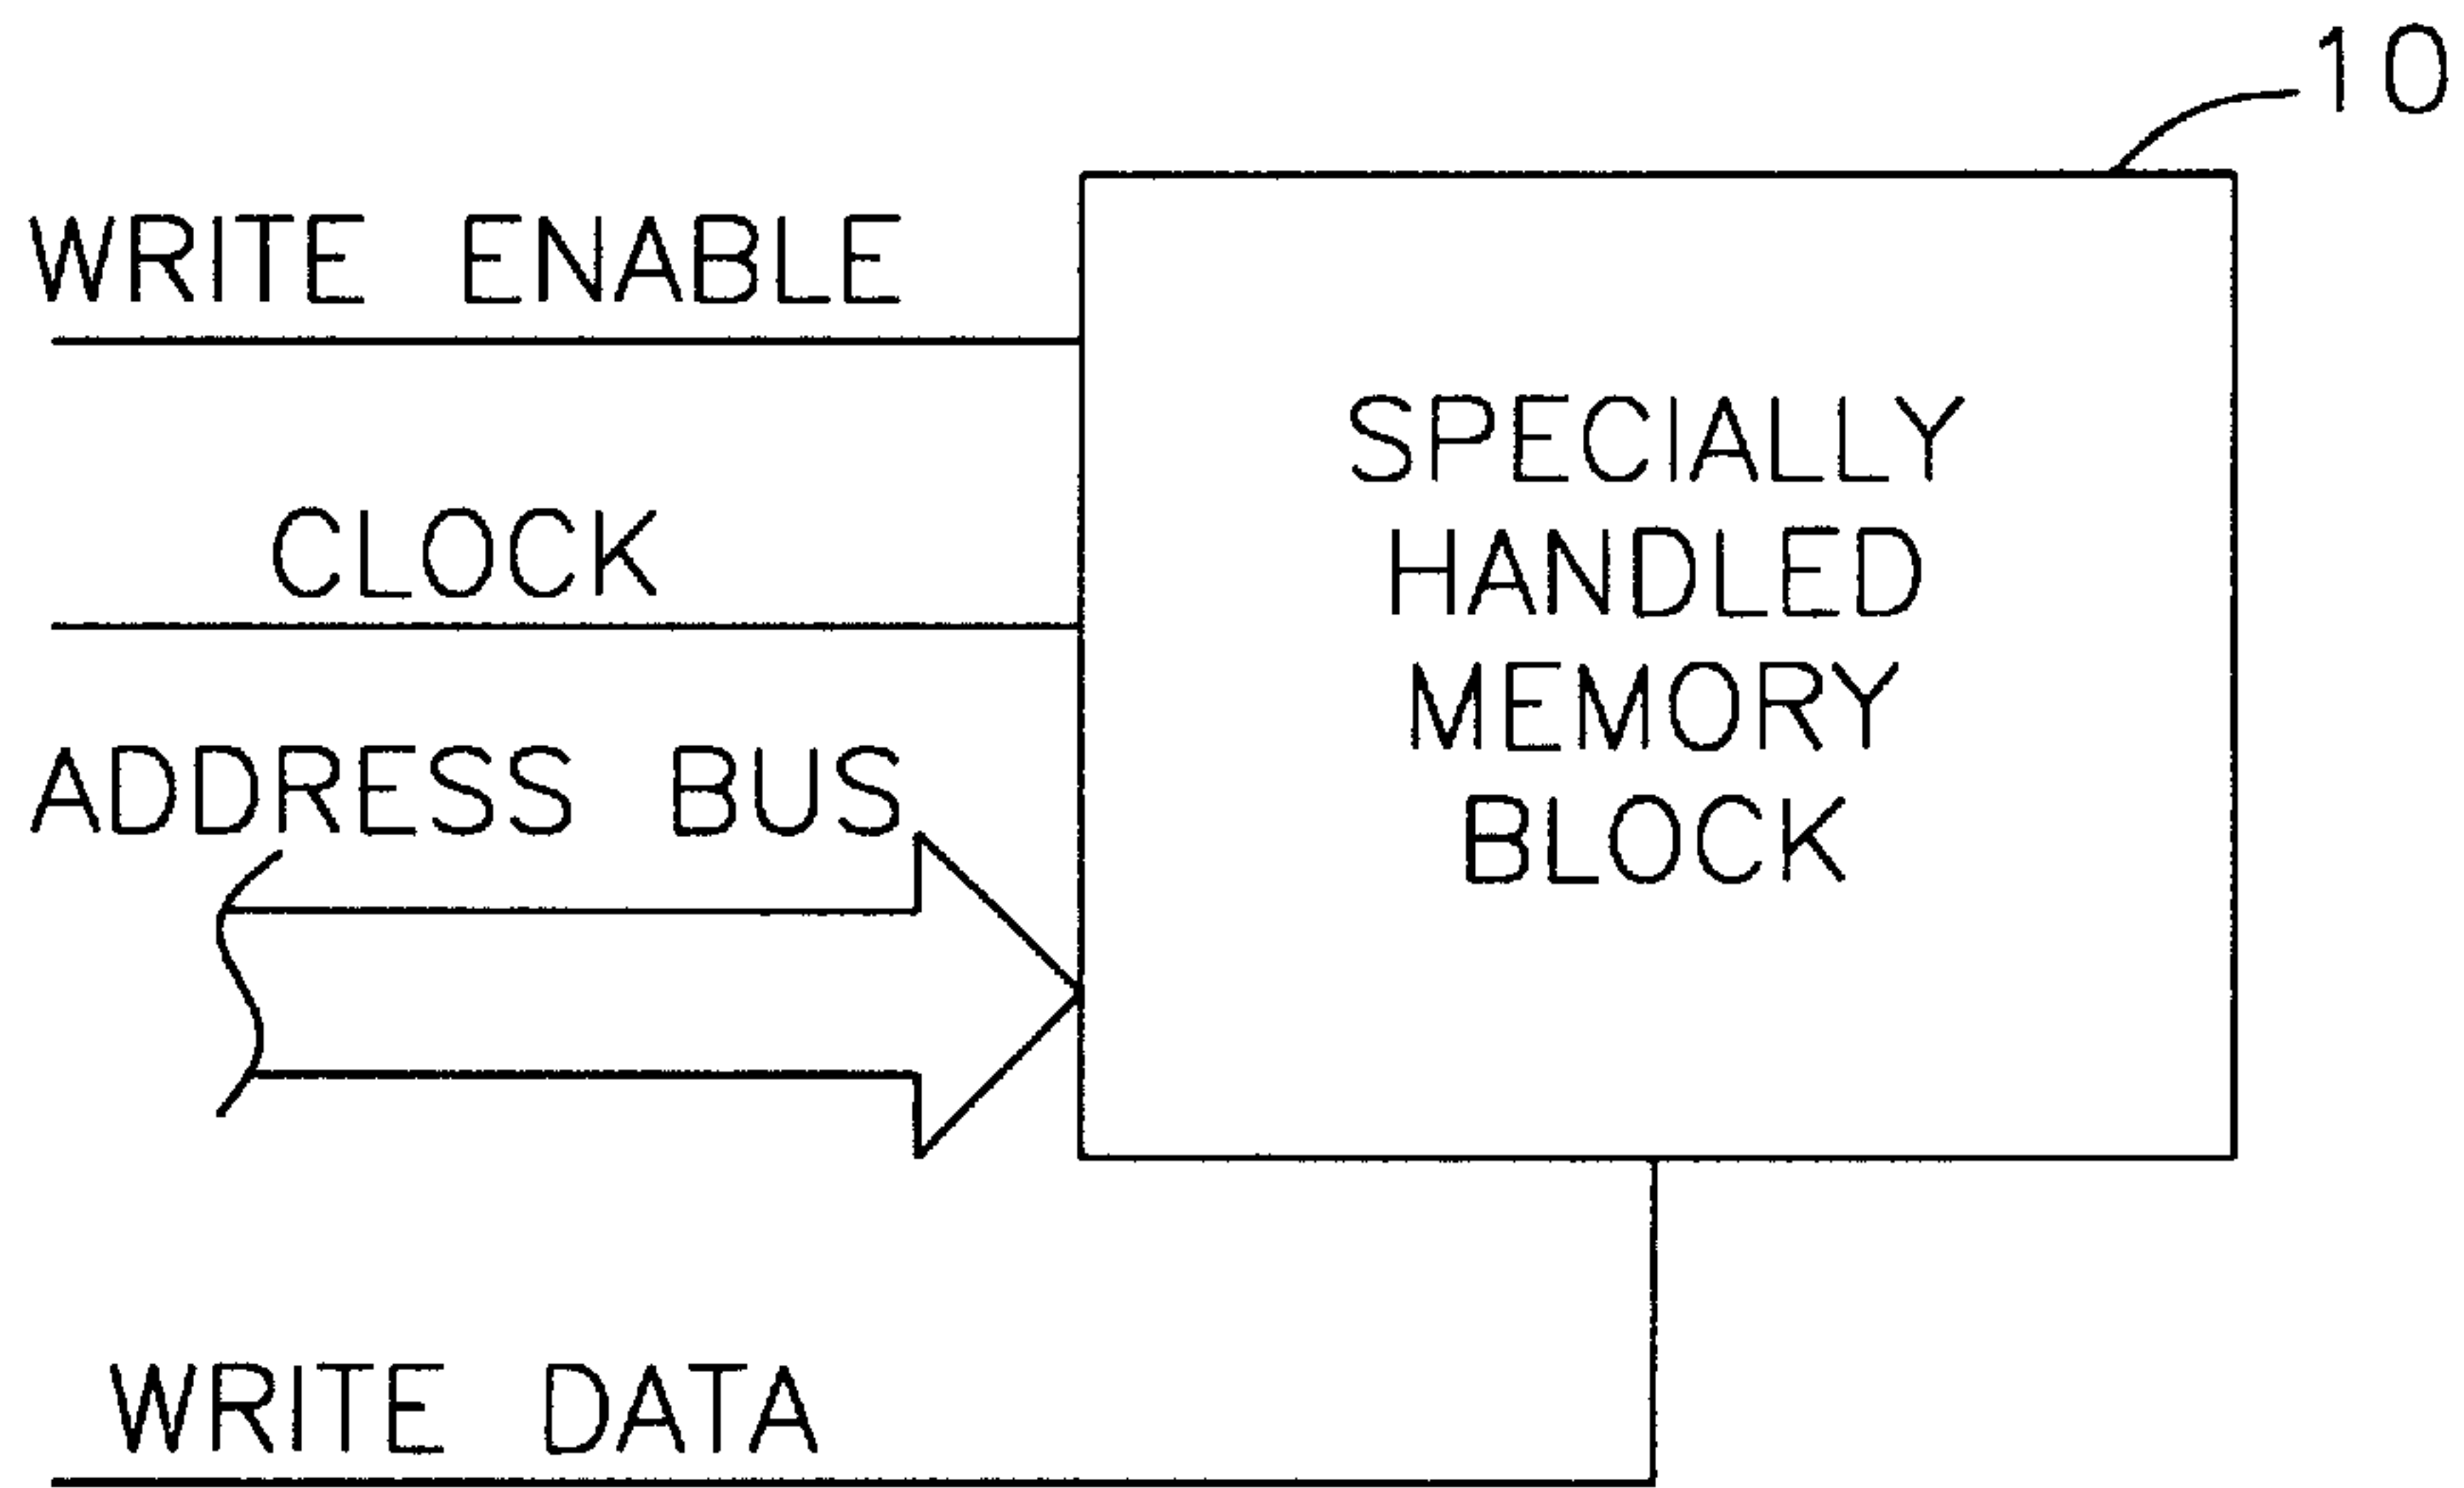 10
WRITE ENABLE
CLOCK
ADDRESS BUS
SPECIALLY
HANDLED
MEMORY
BLOCK
WRITE DATA